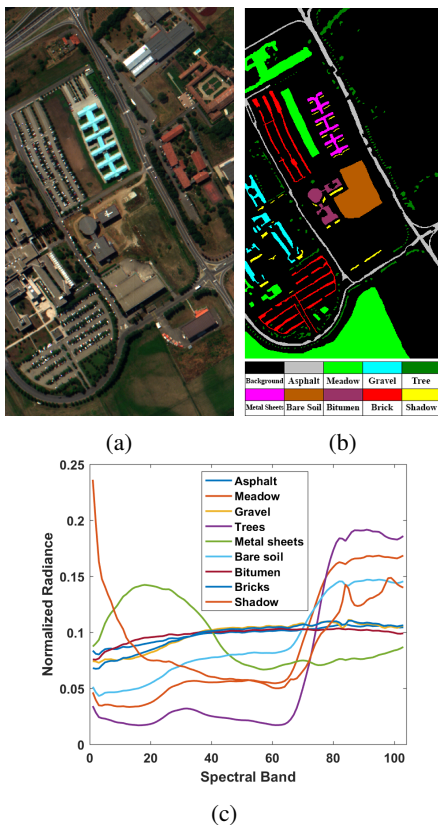 Background Asphalt Meadow Gravel Tree
Metal Sheets Bare Soil Bitumen Brick Shadow
(a) (b)
0.25
0.2
0.15
0.1
0.05
0
Normalized Radiance
Asphalt
Meadow
Gravel
Trees
Metal sheets
Bare soil
Bitumen
Bricks
Shadow
0 20 40 60 80 100
Spectral Band
(c)